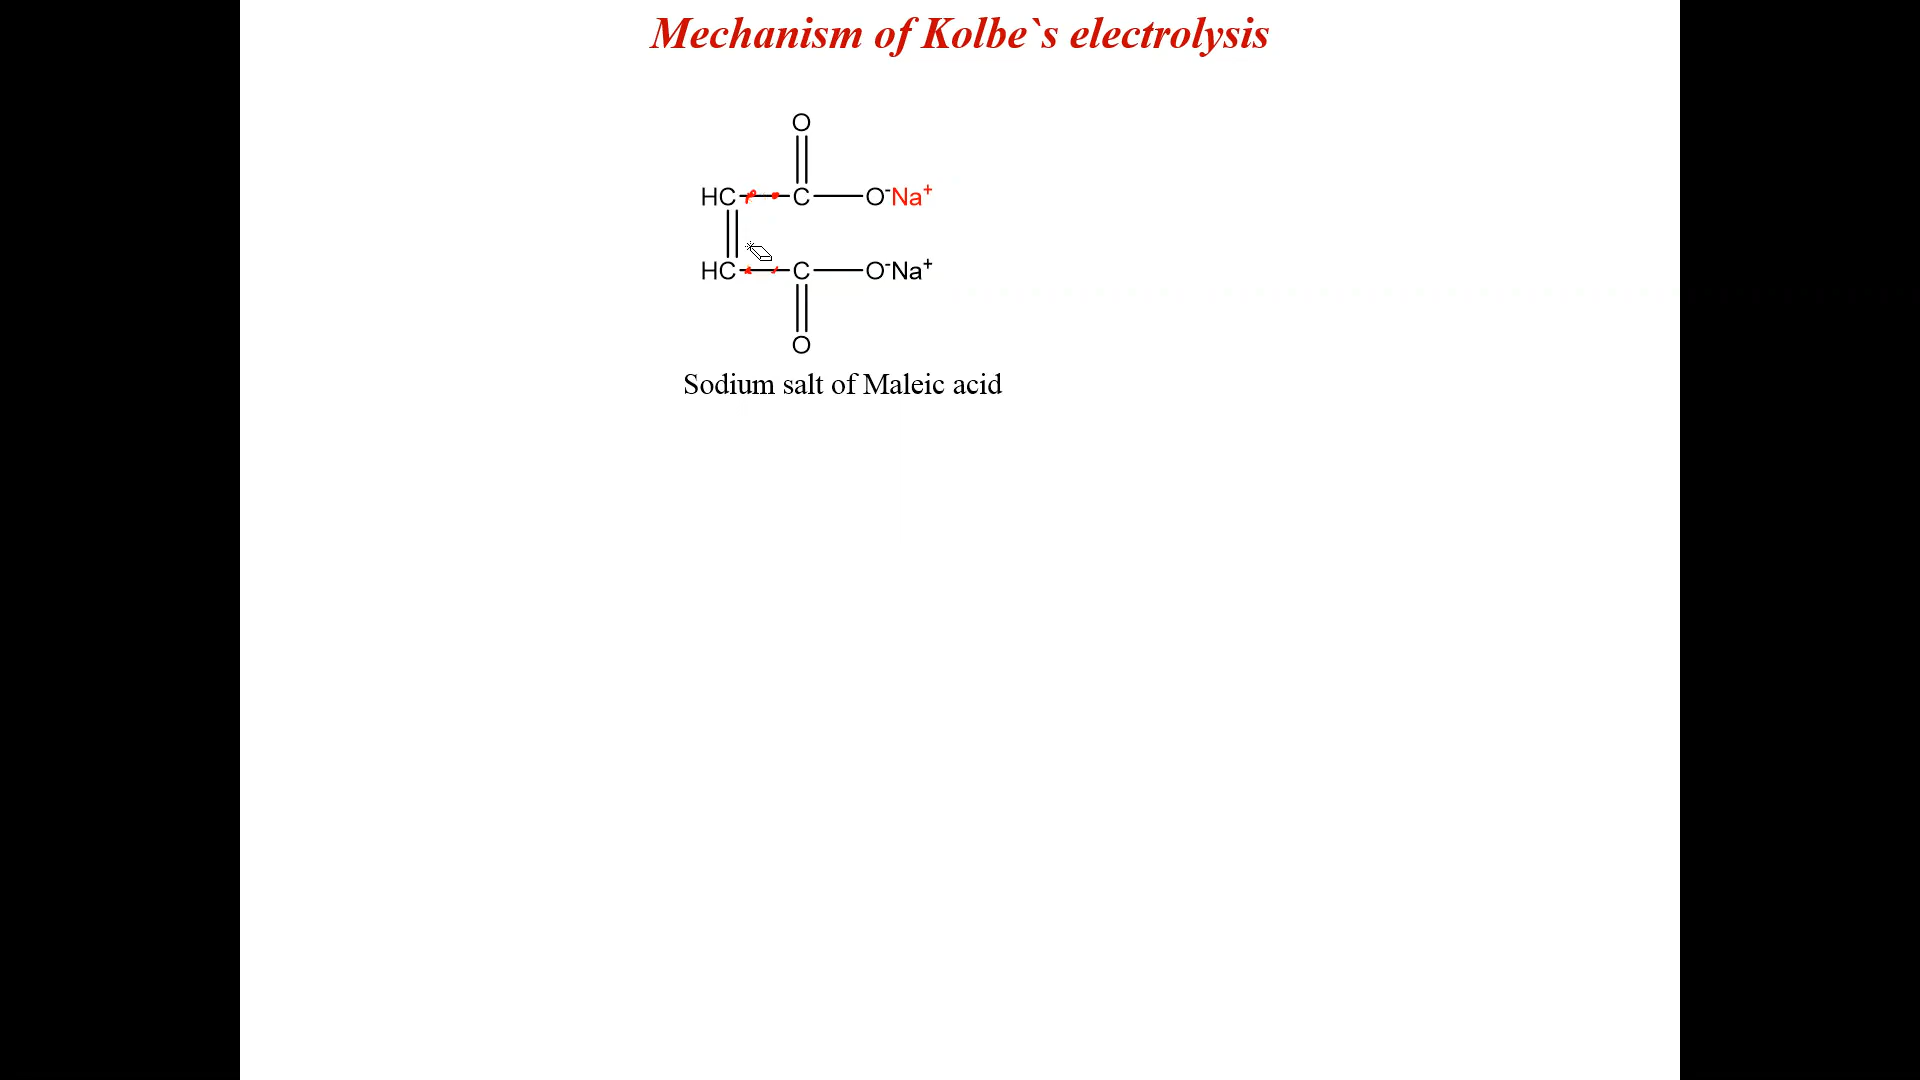 Mechanism of Kolbe`s electrolysis
O
HC C O⁻Na⁺
HC C O⁻Na⁺
O
Sodium salt of Maleic acid